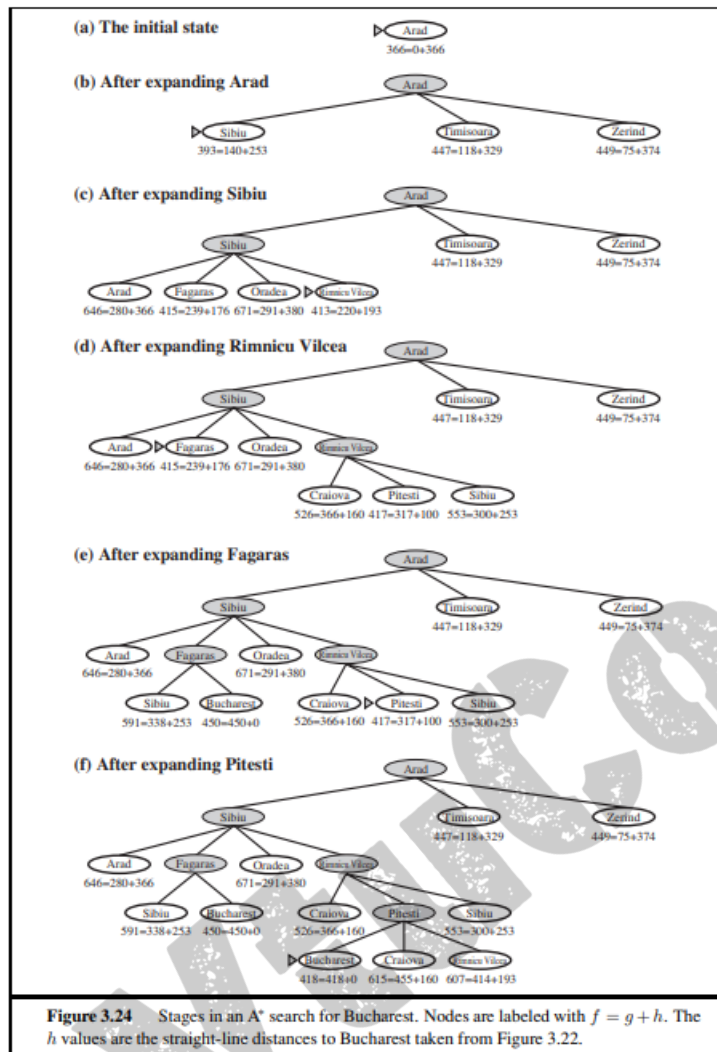 (a) The initial state
Arad
366=0+366
(b) After expanding Arad
Arad
Sibiu Timisoara Zerind
393=140+253 447=118+329 449=75+374
(c) After expanding Sibiu
Arad
Sibiu Timisoara Zerind
447=118+329 449=75+374
Arad Fagaras Oradea Rimnicu Vilcea
646=280+366 415=239+176 671=291+380 413=220+193
(d) After expanding Rimnicu Vilcea
Arad
Sibiu Timisoara Zerind
447=118+329 449=75+374
Arad Fagaras Oradea Rimnicu Vilcea
646=280+366 415=239+176 671=291+380
Craiova Pitesti Sibiu
526=366+160 417=317+100 553=300+253
(e) After expanding Fagaras
Arad
Sibiu Timisoara Zerind
447=118+329 449=75+374
Arad Fagaras Oradea Rimnicu Vilcea
646=280+366 671=291+380
Sibiu Bucharest Craiova Pitesti Sibiu
591=338+253 450=450+0 526=366+160 417=317+100 553=300+253
(f) After expanding Pitesti
Arad
Sibiu Timisoara Zerind
447=118+329 449=75+374
Arad Fagaras Oradea Rimnicu Vilcea
646=280+366 671=291+380
Sibiu Bucharest Craiova Pitesti Sibiu
591=338+253 450=450+0 526=366+160 553=300+253
Bucharest Craiova Rimnicu Vilcea
418=418+0 615=455+160 607=414+193
Figure 3.24 Stages in an A* search for Bucharest. Nodes are labeled with f = g + h. The
h values are the straight-line distances to Bucharest taken from Figure 3.22.